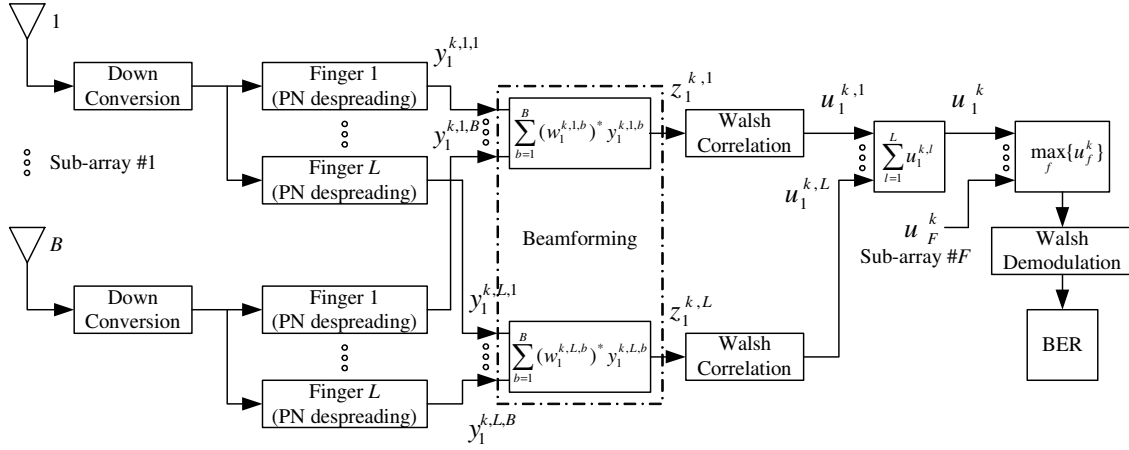 1
Down
Conversion
Finger 1
(PN despreading)
y_1^{k,1,1}
y_1^{k,1,B}
\sum_{b=1}^{B} (w_1^{k,1,b})^* y_1^{k,1,b}
z_1^{k,1}
Walsh
Correlation
u_1^{k,1}
\sum_{l=1}^{L} u_1^{k,l}
u_1^k
\max_f \{u_f^k\}
Sub-array #1
Finger L
(PN despreading)
u_1^{k,L}
u_F^k
Sub-array #F
Walsh
Demodulation
Beamforming
B
Down
Conversion
Finger 1
(PN despreading)
y_1^{k,L,1}
\sum_{b=1}^{B} (w_1^{k,L,b})^* y_1^{k,L,b}
z_1^{k,L}
Walsh
Correlation
BER
Finger L
(PN despreading)
y_1^{k,L,B}